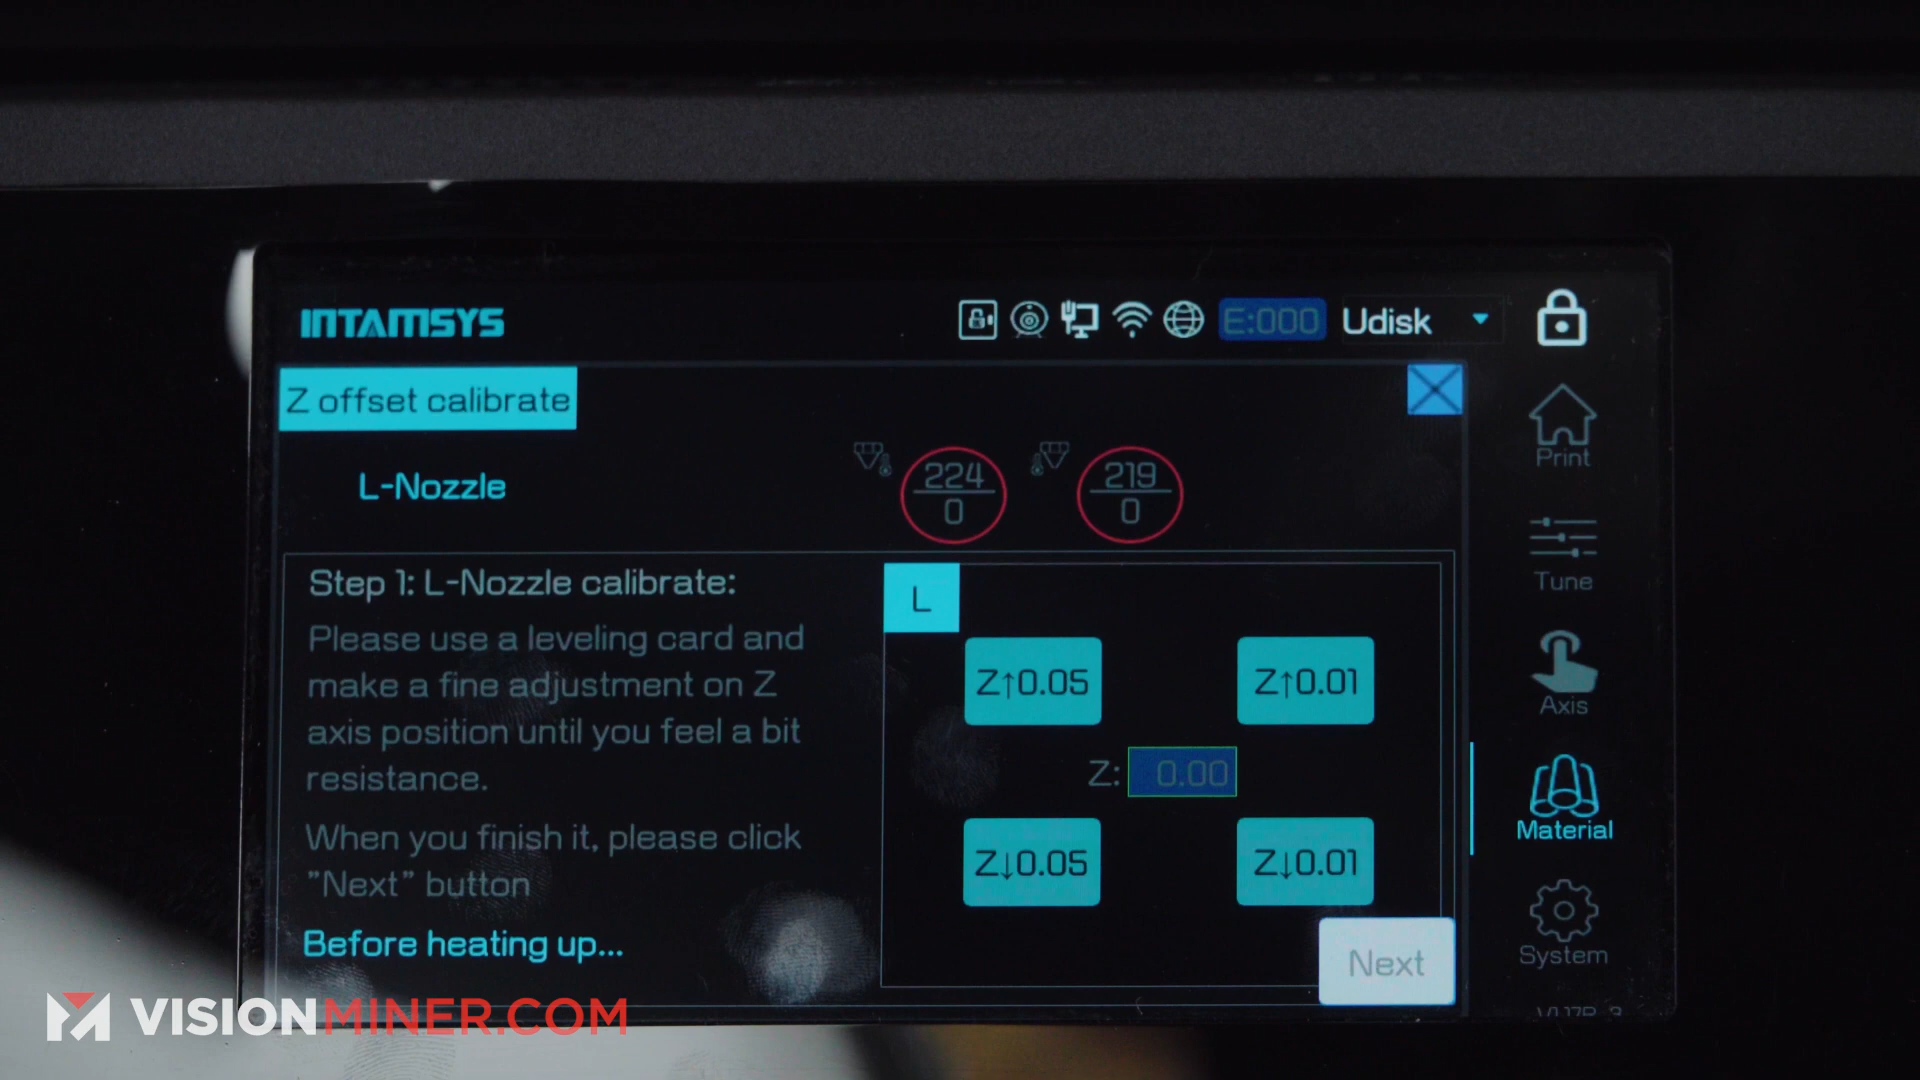 INTAMSYS
E:000
Udisk
Z offset calibrate
L-Nozzle
224
0
219
0
Print
Tune
Axis
Material
System
Step 1: L-Nozzle calibrate:
Please use a leveling card and
make a fine adjustment on Z
axis position until you feel a bit
resistance.
When you finish it, please click
"Next" button
Before heating up...
L
Z↑0.05
Z↑0.01
Z: 0.00
Z↓0.05
Z↓0.01
Next
VISIONMINER.COM